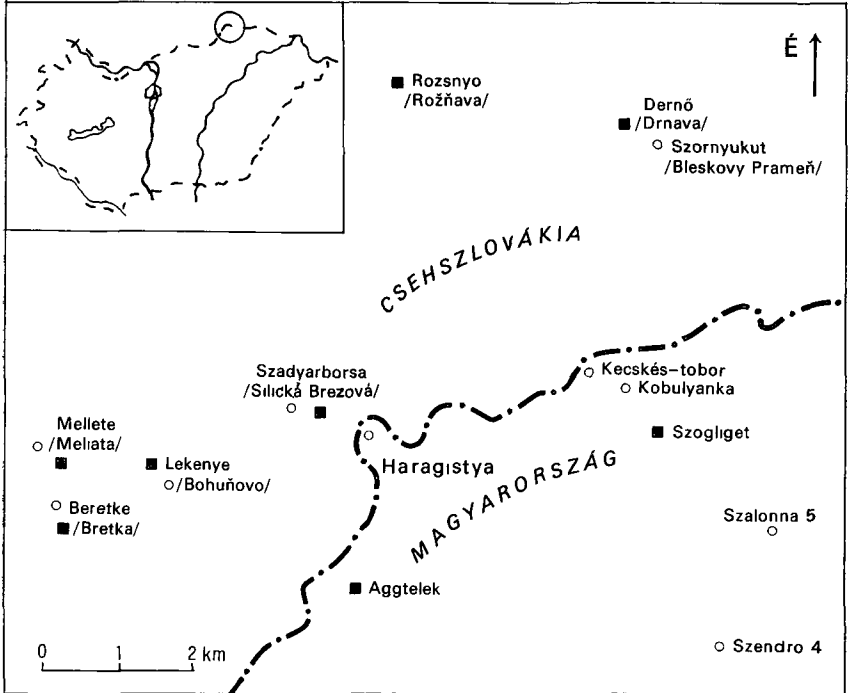 É
Rozsnyo
/Rožňava/
Dernő
/Drnava/
Szornyukut
/Bleskovy Prameň/
CSEHSZLOVÁKIA
Kecskés-tobor
Kobulyanka
Szadyarborsa
/Silická Brezová/
Mellete
/Meliata/
Szogliget
Haragistya
Lekenye
/Bohuňovo/
MAGYARORSZÁG
Beretke
/Bretka/
Szalonna 5
Aggtelek
Szendro 4
0 1 2 km